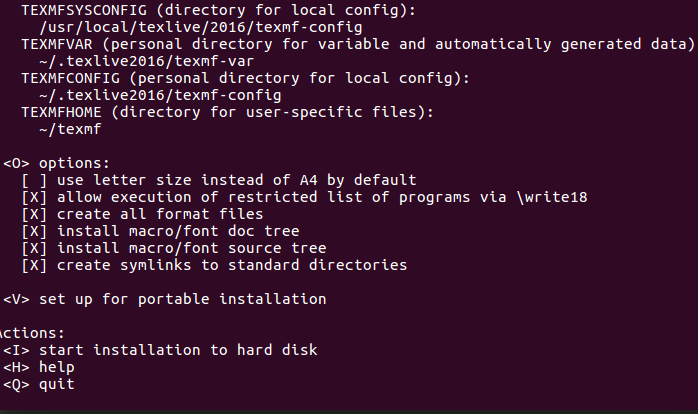 TEXMFSYSCONFIG (directory for local config):
/usr/local/texlive/2016/texmf-config
TEXMFVAR (personal directory for variable and automatically generated data)
~/.texlive2016/texmf-var
TEXMFCONFIG (personal directory for local config):
~/.texlive2016/texmf-config
TEXMFHOME (directory for user-specific files):
~/texmf
<O> options:
[ ] use letter size instead of A4 by default
[X] allow execution of restricted list of programs via \write18
[X] create all format files
[X] install macro/font doc tree
[X] install macro/font source tree
[X] create symlinks to standard directories
<V> set up for portable installation
Actions:
<I> start installation to hard disk
<H> help
<Q> quit